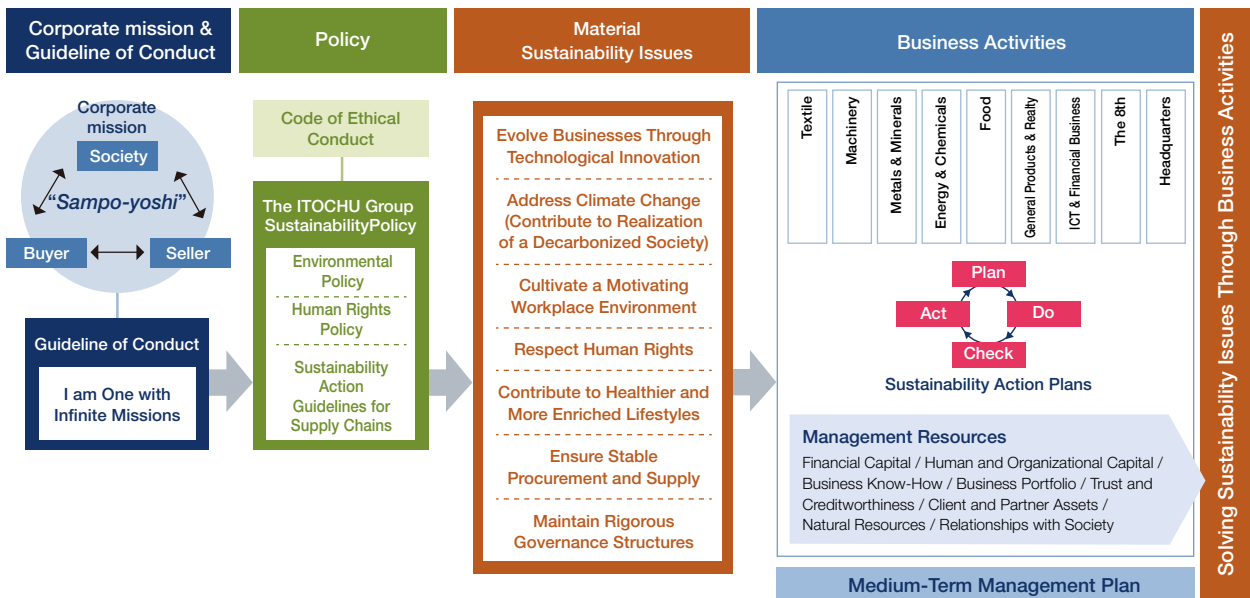 Corporate mission &
Guideline of Conduct
Policy
Material
Sustainability Issues
Business Activities
Corporate
mission
Society
“Sampo-yoshi”
Buyer
Seller
Guideline of Conduct
I am One with
Infinite Missions
Code of Ethical
Conduct
The ITOCHU Group
SustainabilityPolicy
Environmental
Policy
Human Rights
Policy
Sustainability
Action
Guidelines for
Supply Chains
Evolve Businesses Through
Technological Innovation
Address Climate Change
(Contribute to Realization
of a Decarbonized Society)
Cultivate a Motivating
Workplace Environment
Respect Human Rights
Contribute to Healthier and
More Enriched Lifestyles
Ensure Stable
Procurement and Supply
Maintain Rigorous
Governance Structures
Textile
Machinery
Metals & Minerals
Energy & Chemicals
Food
General Products & Realty
ICT & Financial Business
The 8th
Headquarters
Plan
Act
Do
Check
Sustainability Action Plans
Management Resources
Financial Capital / Human and Organizational Capital /
Business Know-How / Business Portfolio / Trust and
Creditworthiness / Client and Partner Assets /
Natural Resources / Relationships with Society
Medium-Term Management Plan
Solving Sustainability Issues Through Business Activities